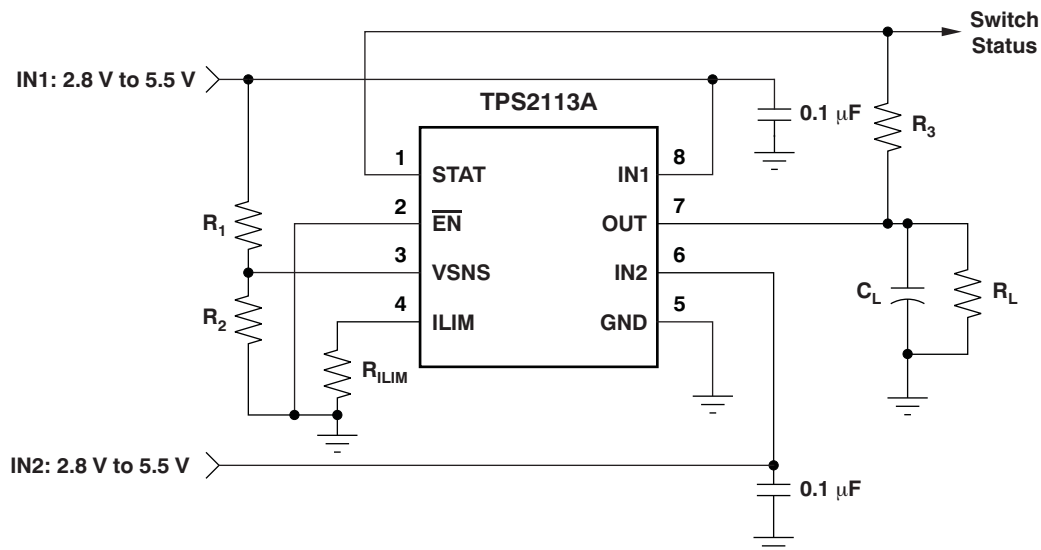 Switch
Status
IN1: 2.8 V to 5.5 V
TPS2113A
0.1 μF
R3
1
STAT
IN1
8
2
EN
OUT
7
R1
3
VSNS
IN2
6
R2
4
ILIM
GND
5
CL
RL
RILIM
IN2: 2.8 V to 5.5 V
0.1 μF